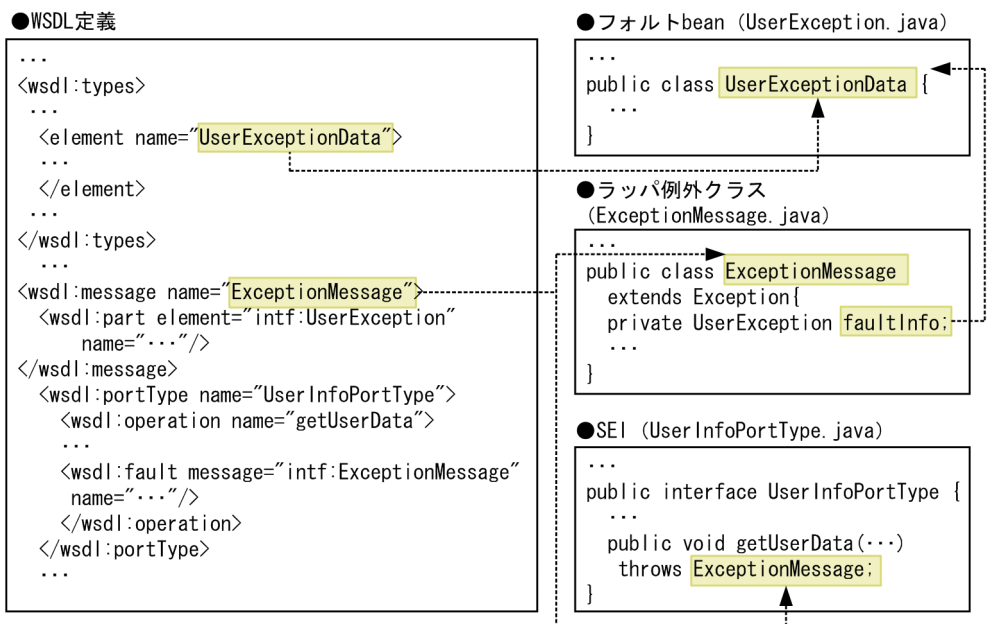 ●WSDL定義
...
<wsdl:types>
...
<element name="UserExceptionData">
...
</element>
...
</wsdl:types>
...
<wsdl:message name="ExceptionMessage">
<wsdl:part element="intf:UserException"
name="···"/>
</wsdl:message>
<wsdl:portType name="UserInfoPortType">
<wsdl:operation name="getUserData">
...
<wsdl:fault message="intf:ExceptionMessage"
name="···"/>
</wsdl:operation>
</wsdl:portType>
...
●フォルトbean (UserException.java)
...
public class UserExceptionData {
...
}
●ラッパ例外クラス
(ExceptionMessage.java)
...
public class ExceptionMessage
extends Exception{
private UserException faultInfo;
...
}
●SEI (UserInfoPortType.java)
...
public interface UserInfoPortType {
...
public void getUserData(···)
throws ExceptionMessage;
}